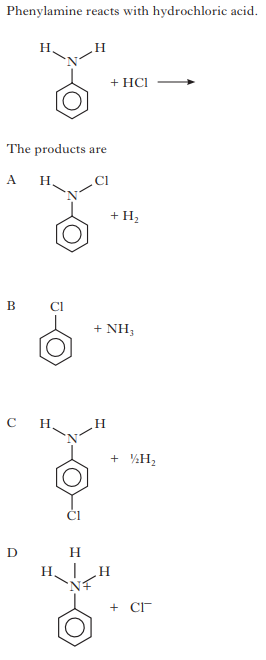 Phenylamine reacts with hydrochloric acid.
H H
N
+ HCl
The products are
A H Cl
N
+ H₂
B Cl
+ NH₃
C H H
N
+ ½H₂
Cl
D H
H H
N+
+ Cl⁻